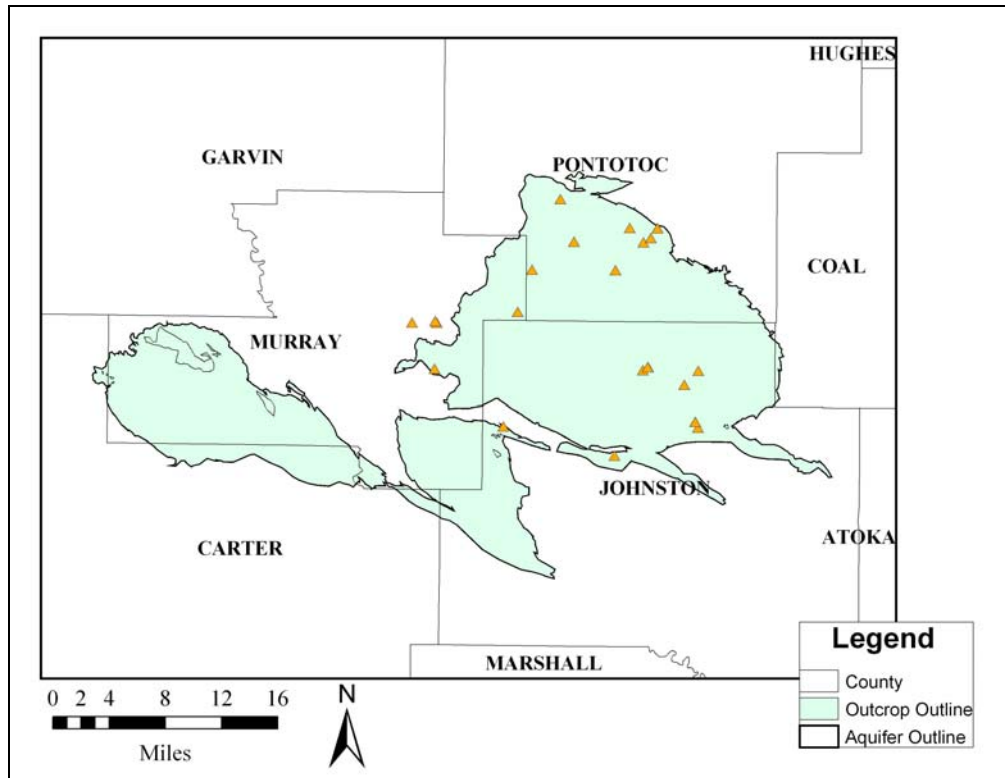 HUGHES
GARVIN
PONTOTOC
COAL
MURRAY
JOHNSTON
CARTER
ATOKA
MARSHALL
Legend
County
Outcrop Outline
Aquifer Outline
0 2 4 8 12 16
Miles
N